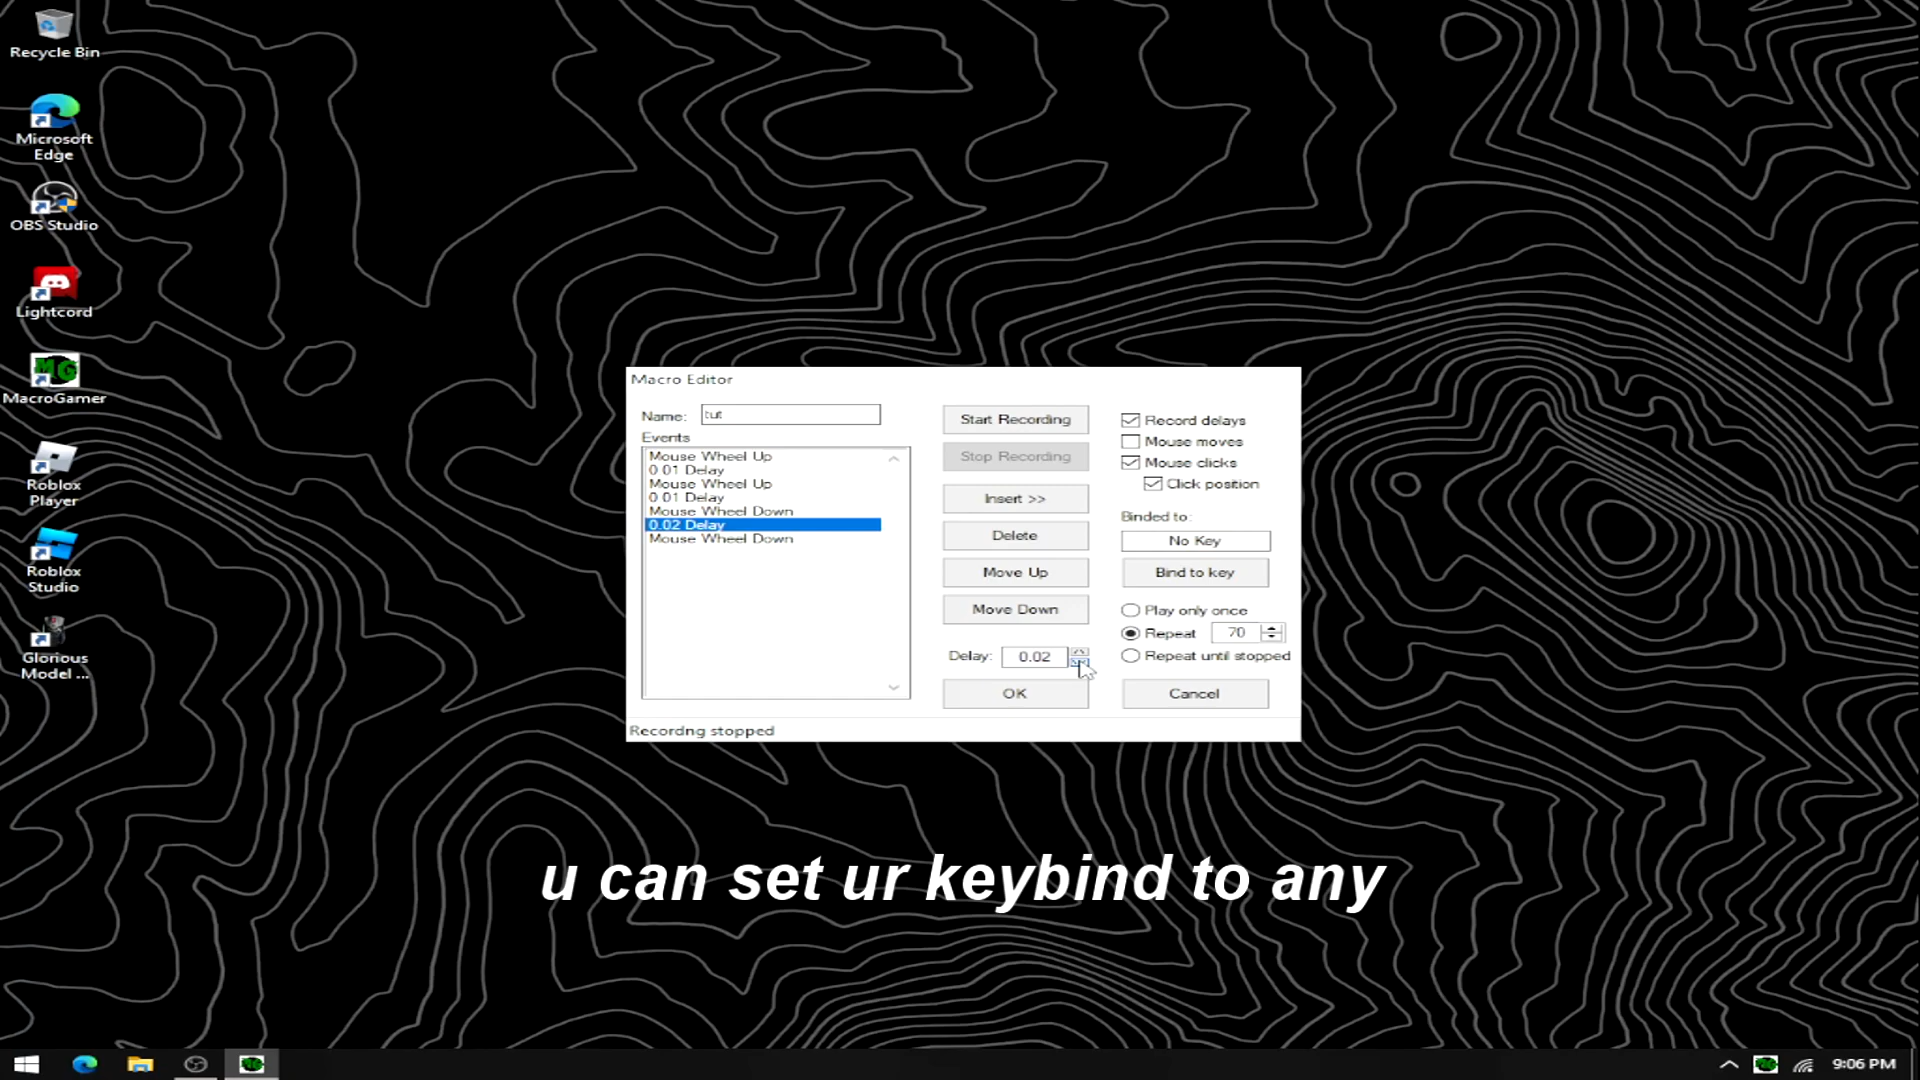 Recycle Bin
Microsoft
Edge
OBS Studio
Lightcord
MG
MacroGamer
Roblox
Player
Roblox
Studio
Glorious
Model ...
Macro Editor
Name:
tut
Events
Mouse Wheel Up
0 01 Delay
Mouse Wheel Up
0 01 Delay
Mouse Wheel Down
0.02 Delay
Mouse Wheel Down
Start Recording
Stop Recording
Insert >>
Delete
Move Up
Move Down
Delay: 0.02
OK
Record delays
Mouse moves
Mouse clicks
Click position
Binded to:
No Key
Bind to key
Play only once
Repeat 70
Repeat until stopped
Cancel
Recordng stopped
u can set ur keybind to any
9:06 PM